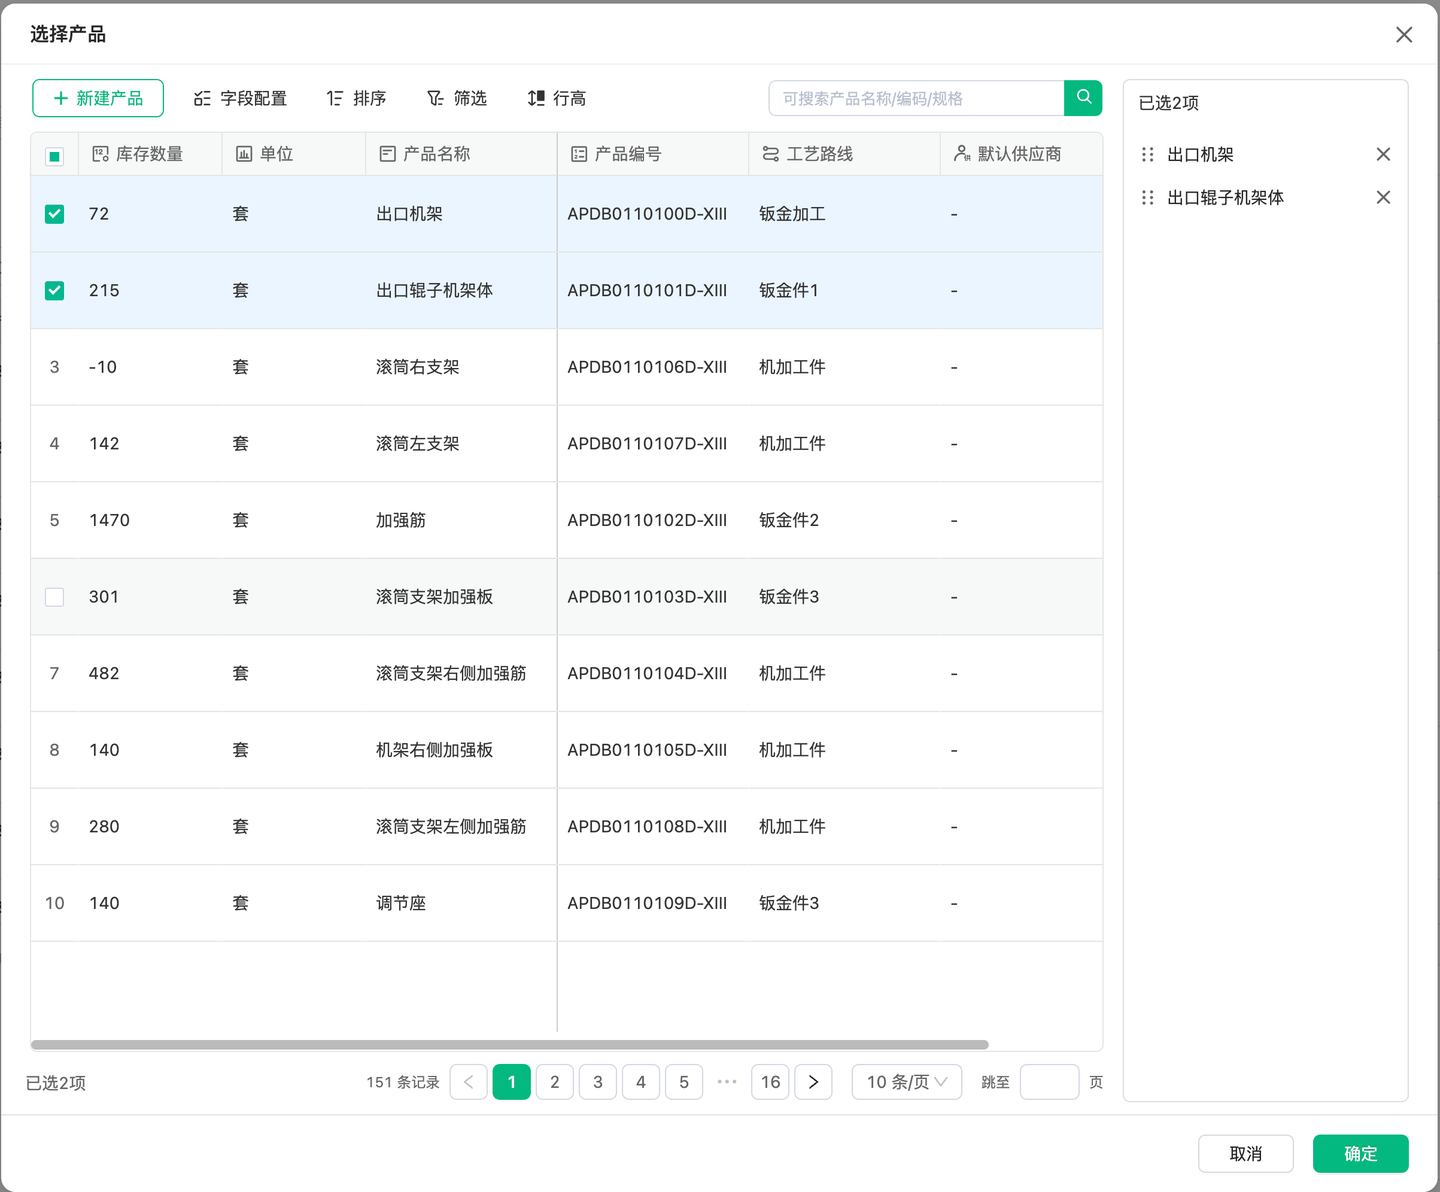 选择产品
新建产品 字段配置 排序 筛选 行高 可搜索产品名称/编码/规格
库存数量 单位 产品名称 产品编号 工艺路线 默认供应商
72 套 出口机架 APDB0110100D-XIII 钣金加工 -
215 套 出口辊子机架体 APDB0110101D-XIII 钣金件1 -
3 -10 套 滚筒右支架 APDB0110106D-XIII 机加工件 -
4 142 套 滚筒左支架 APDB0110107D-XIII 机加工件 -
5 1470 套 加强筋 APDB0110102D-XIII 钣金件2 -
301 套 滚筒支架加强板 APDB0110103D-XIII 钣金件3 -
7 482 套 滚筒支架右侧加强筋 APDB0110104D-XIII 机加工件 -
8 140 套 机架右侧加强板 APDB0110105D-XIII 机加工件 -
9 280 套 滚筒支架左侧加强筋 APDB0110108D-XIII 机加工件 -
10 140 套 调节座 APDB0110109D-XIII 钣金件3 -
已选2项 151 条记录 1 2 3 4 5 ··· 16 10 条/页 跳至 页
已选2项
出口机架
出口辊子机架体
取消 确定